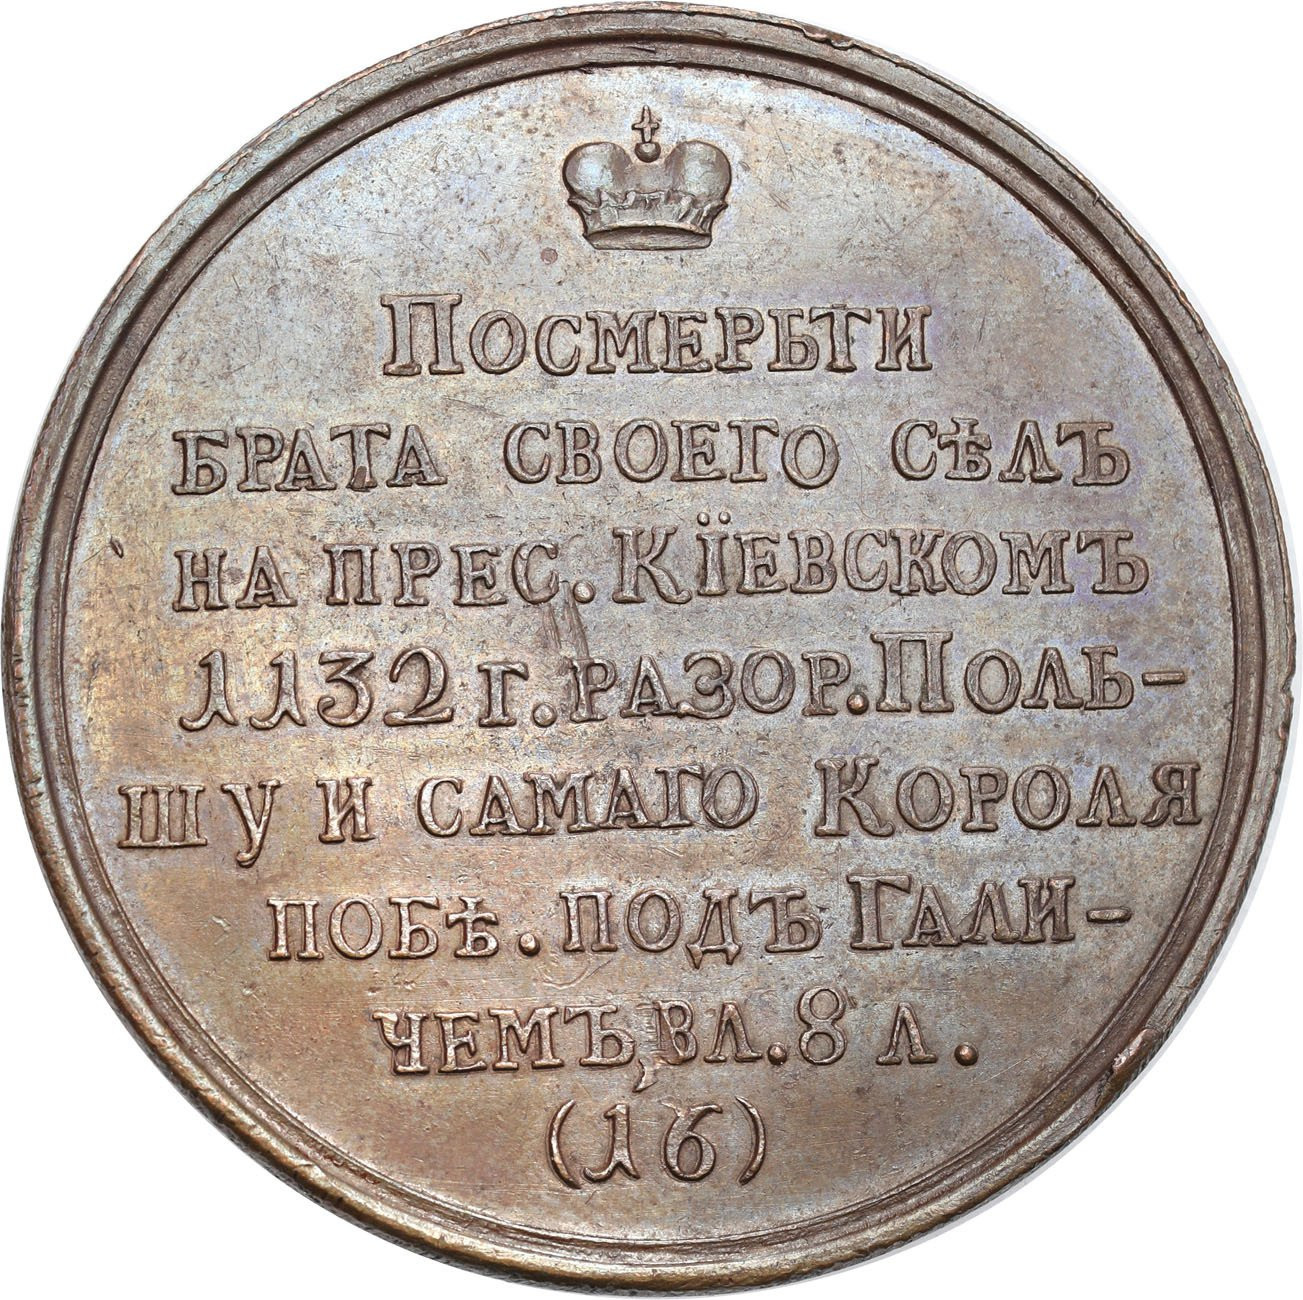 ПОСМЕРЬТИ
БРАТА СВОЕГО СѢЛЪ
НА ПРЕС. КЇЕВСКОМЪ
1132 Г. РАЗОР. ПОЛЬ-
ШУ И САМАГО КОРОЛЯ
ПОБѢ. ПОДЪ ГАЛИ-
ЧЕМЪ, ВЛ. 8 Л.
(16)